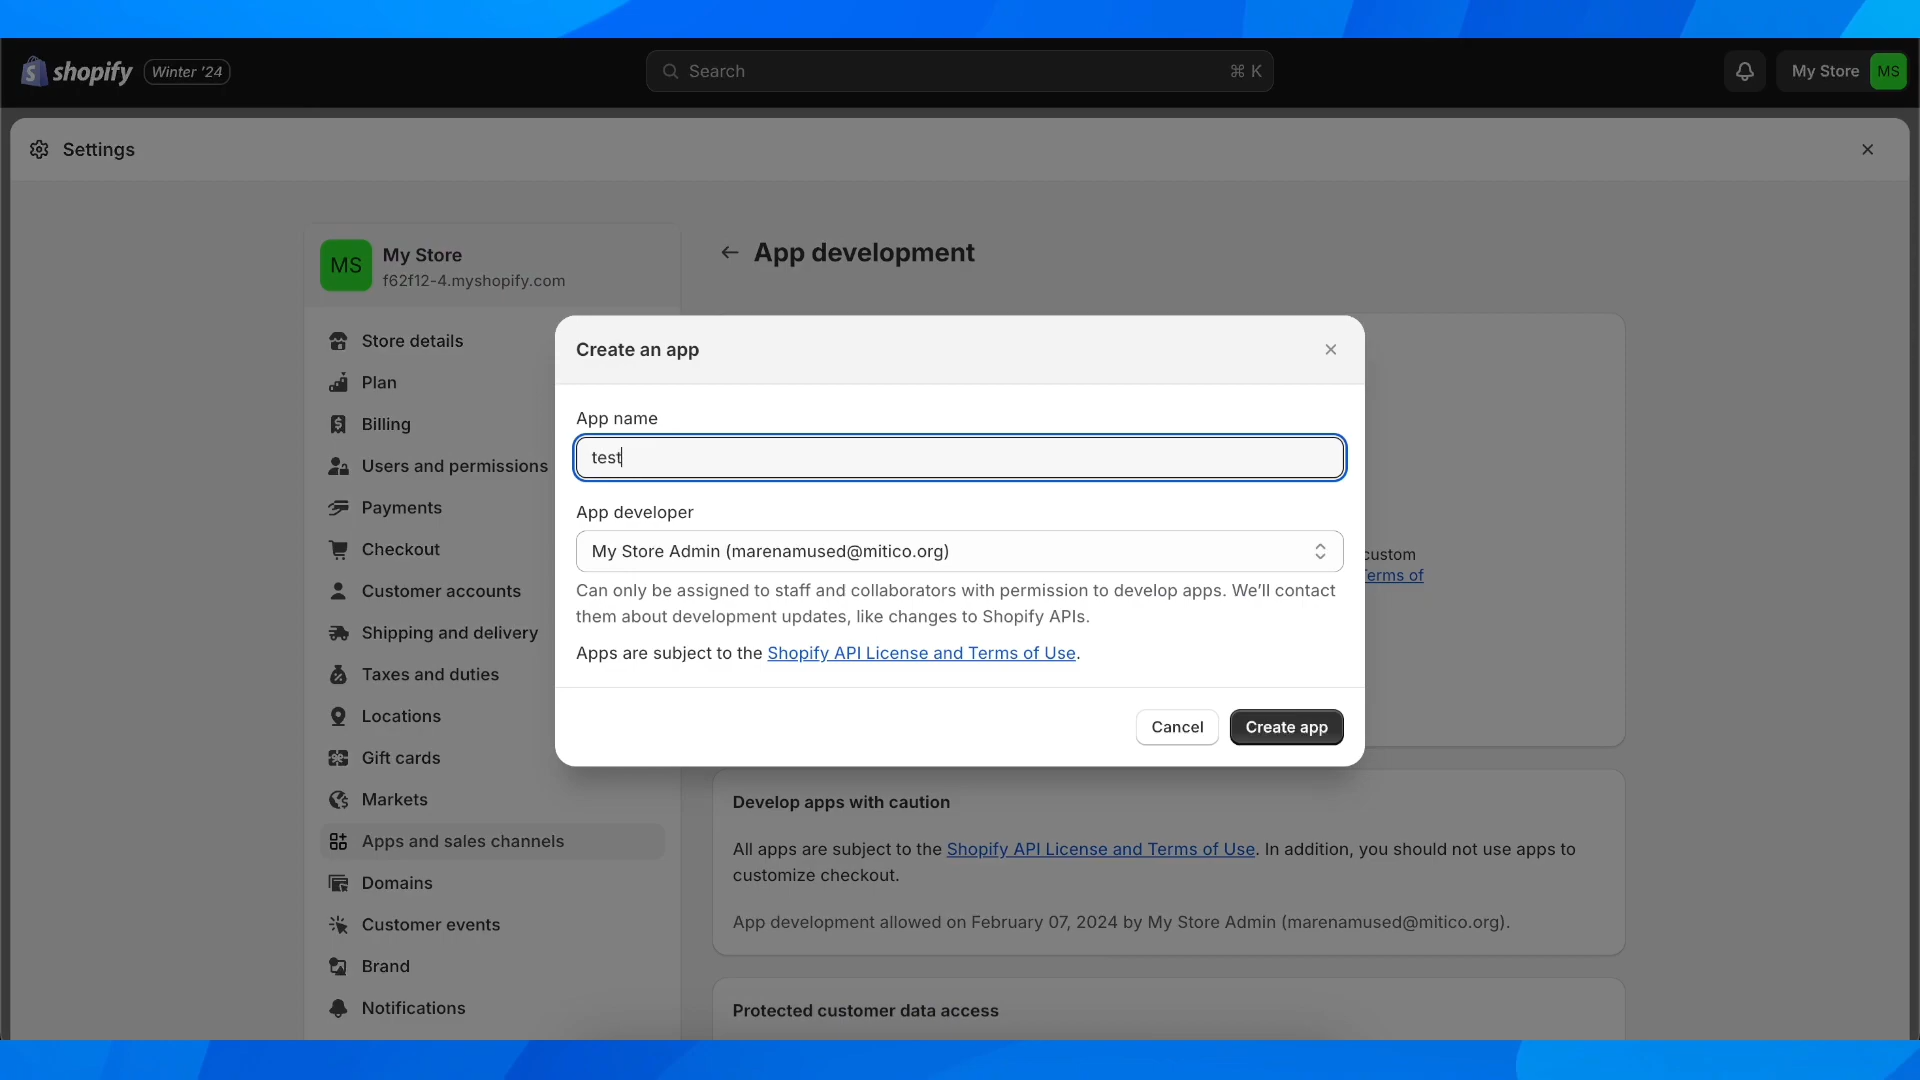 shopify Winter '24
Search ⌘ K
My Store MS
Settings
MS My Store
f62f12-4.myshopify.com
Store details
Plan
Billing
Users and permissions
Payments
Checkout
Customer accounts
Shipping and delivery
Taxes and duties
Locations
Gift cards
Markets
Apps and sales channels
Domains
Customer events
Brand
Notifications
App development
Create an app
App name
test
App developer
My Store Admin (marenamused@mitico.org)
Can only be assigned to staff and collaborators with permission to develop apps. We’ll contact
them about development updates, like changes to Shopify APIs.
Apps are subject to the Shopify API License and Terms of Use.
Cancel Create app
custom
Terms of
Develop apps with caution
All apps are subject to the Shopify API License and Terms of Use. In addition, you should not use apps to
customize checkout.
App development allowed on February 07, 2024 by My Store Admin (marenamused@mitico.org).
Protected customer data access